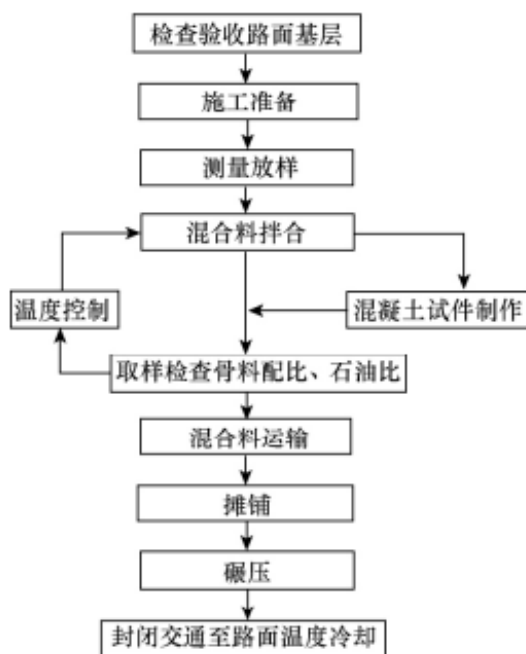 检查验收路面基层
施工准备
测量放样
混合料拌合
温度控制
混凝土试件制作
取样检查骨料配比、石油比
混合料运输
摊铺
碾压
封闭交通至路面温度冷却